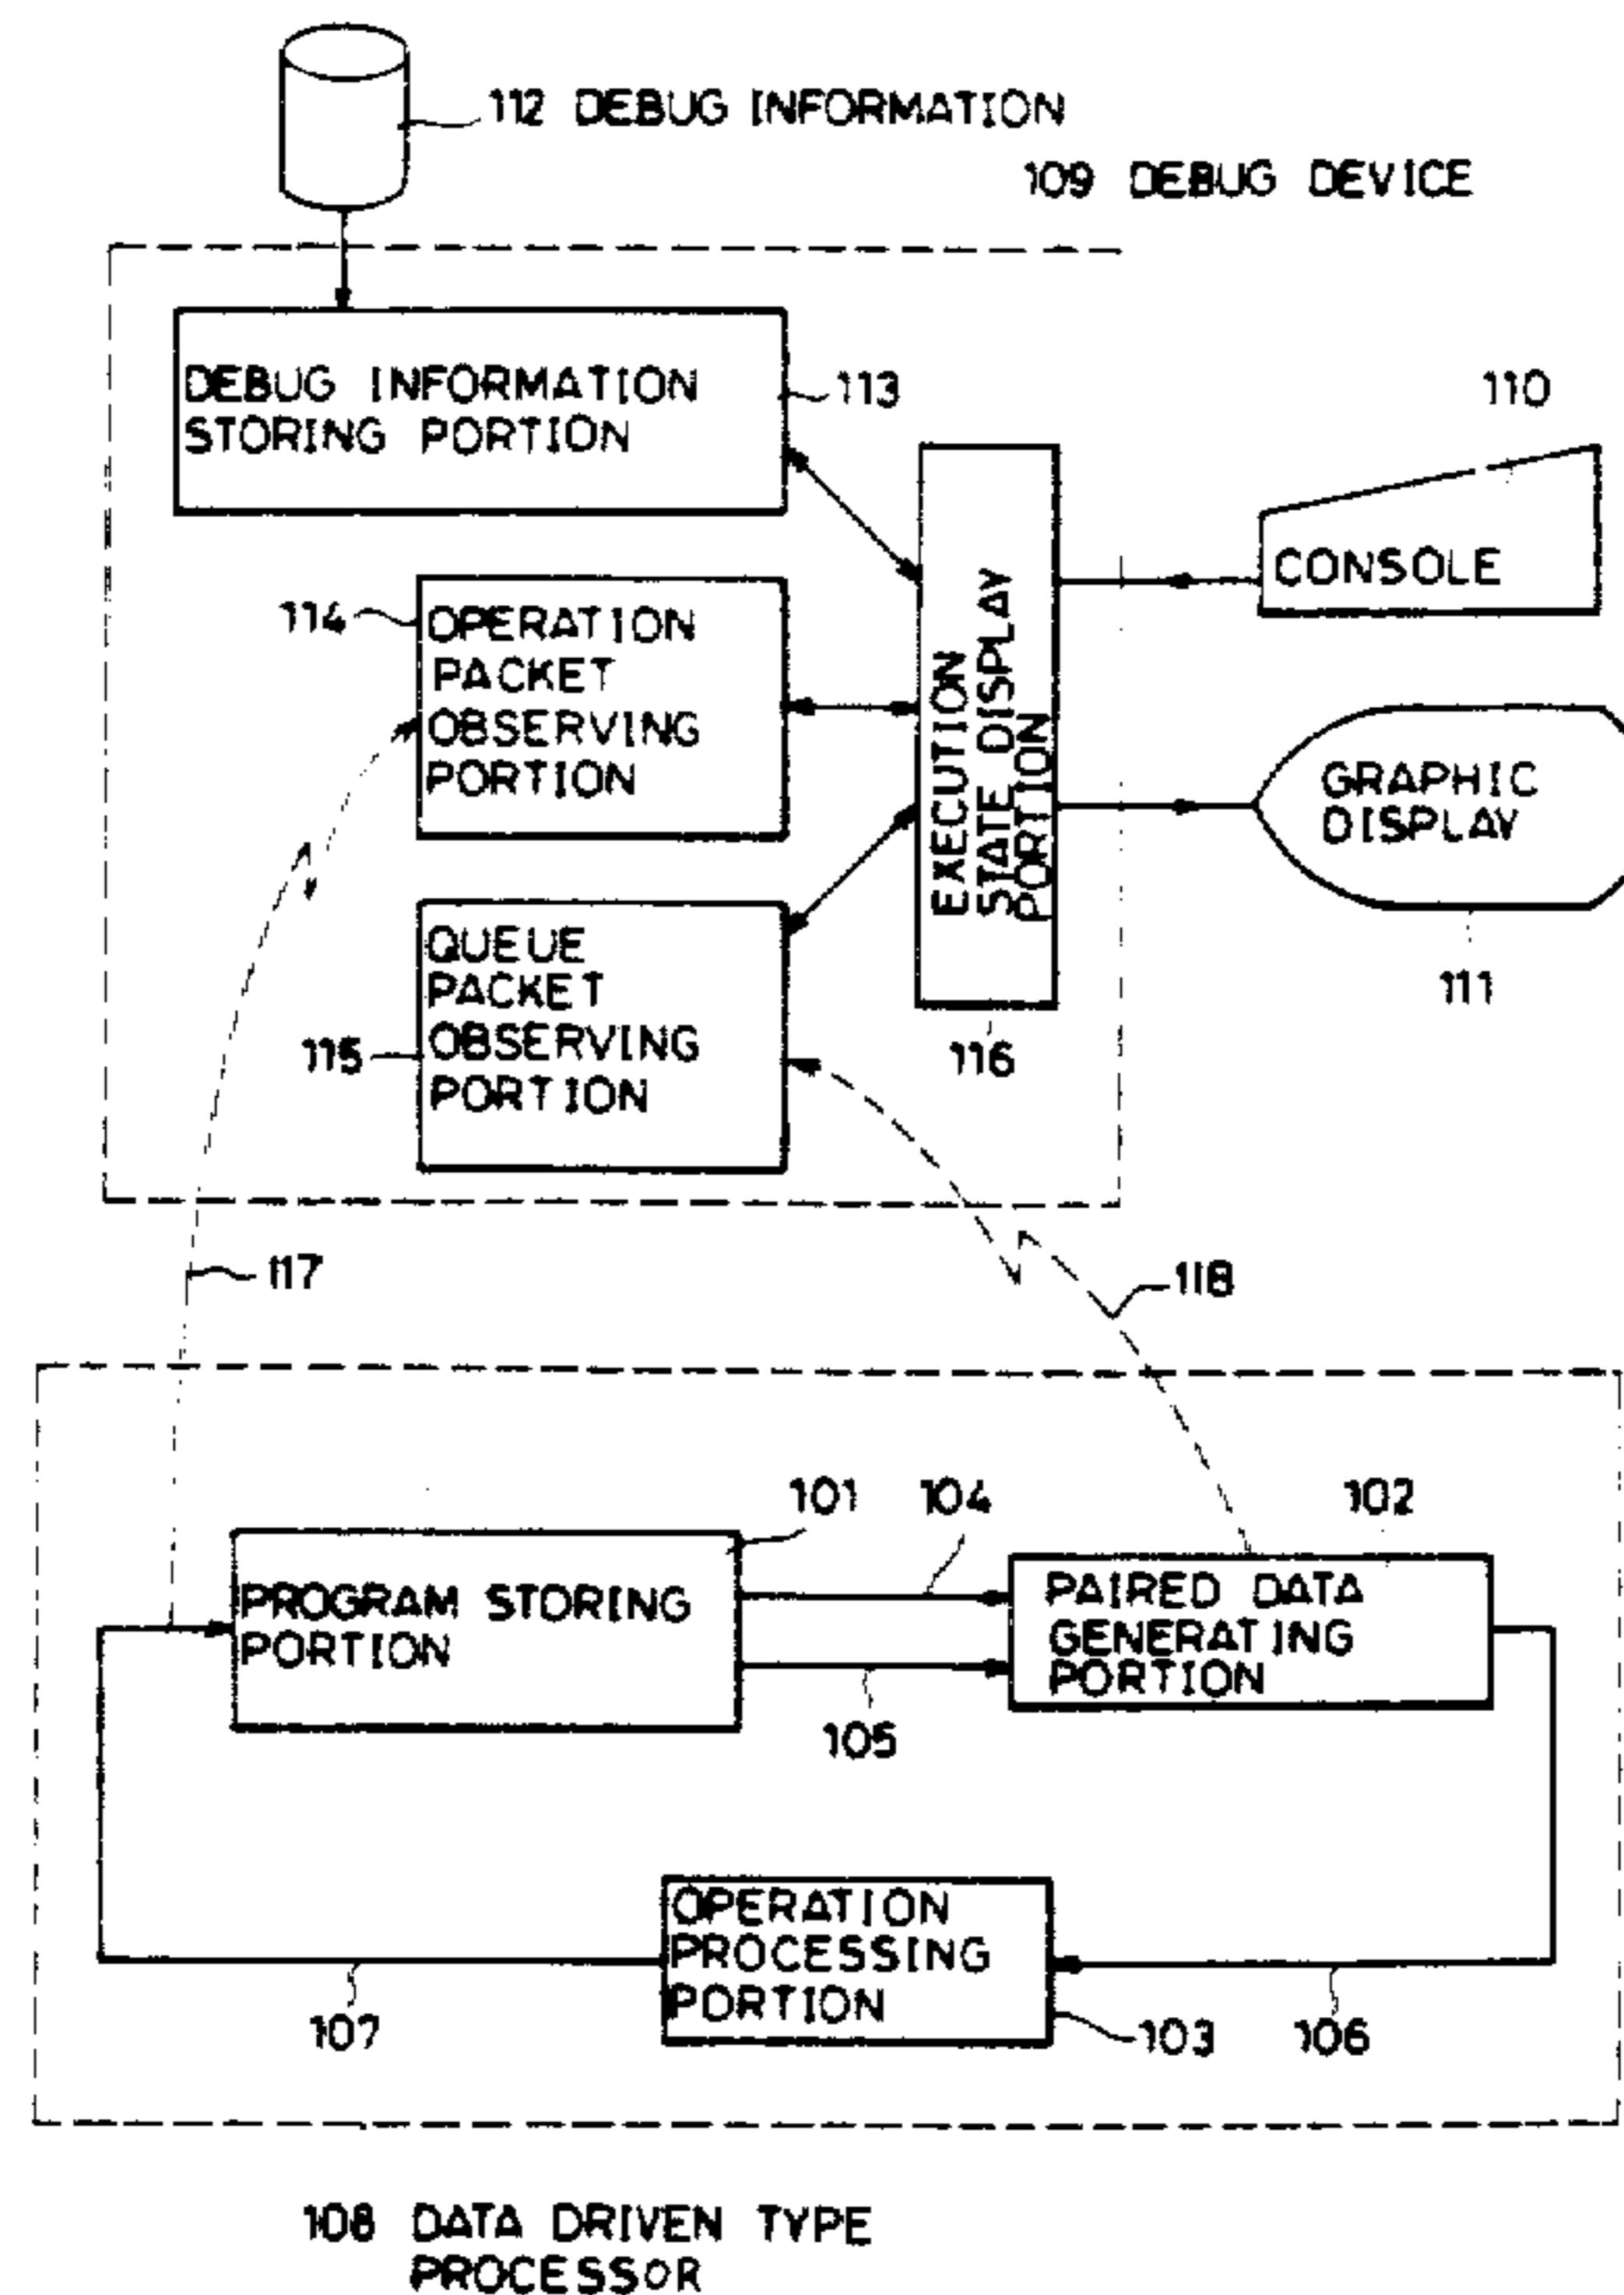 112 DEBUG INFORMATION
109 DEBUG DEVICE
DEBUG INFORMATION
STORING PORTION
113
110
CONSOLE
114
OPERATION
PACKET
OBSERVING
PORTION
EXECUTION
STATE DISPLAY
PORTION
GRAPHIC
DISPLAY
111
QUEUE
PACKET
OBSERVING
PORTION
115
116
117
118
101
104
102
PROGRAM STORING
PORTION
PAIRED DATA
GENERATING
PORTION
105
OPERATION
PROCESSING
PORTION
107
103
106
108 DATA DRIVEN TYPE
PROCESSOR